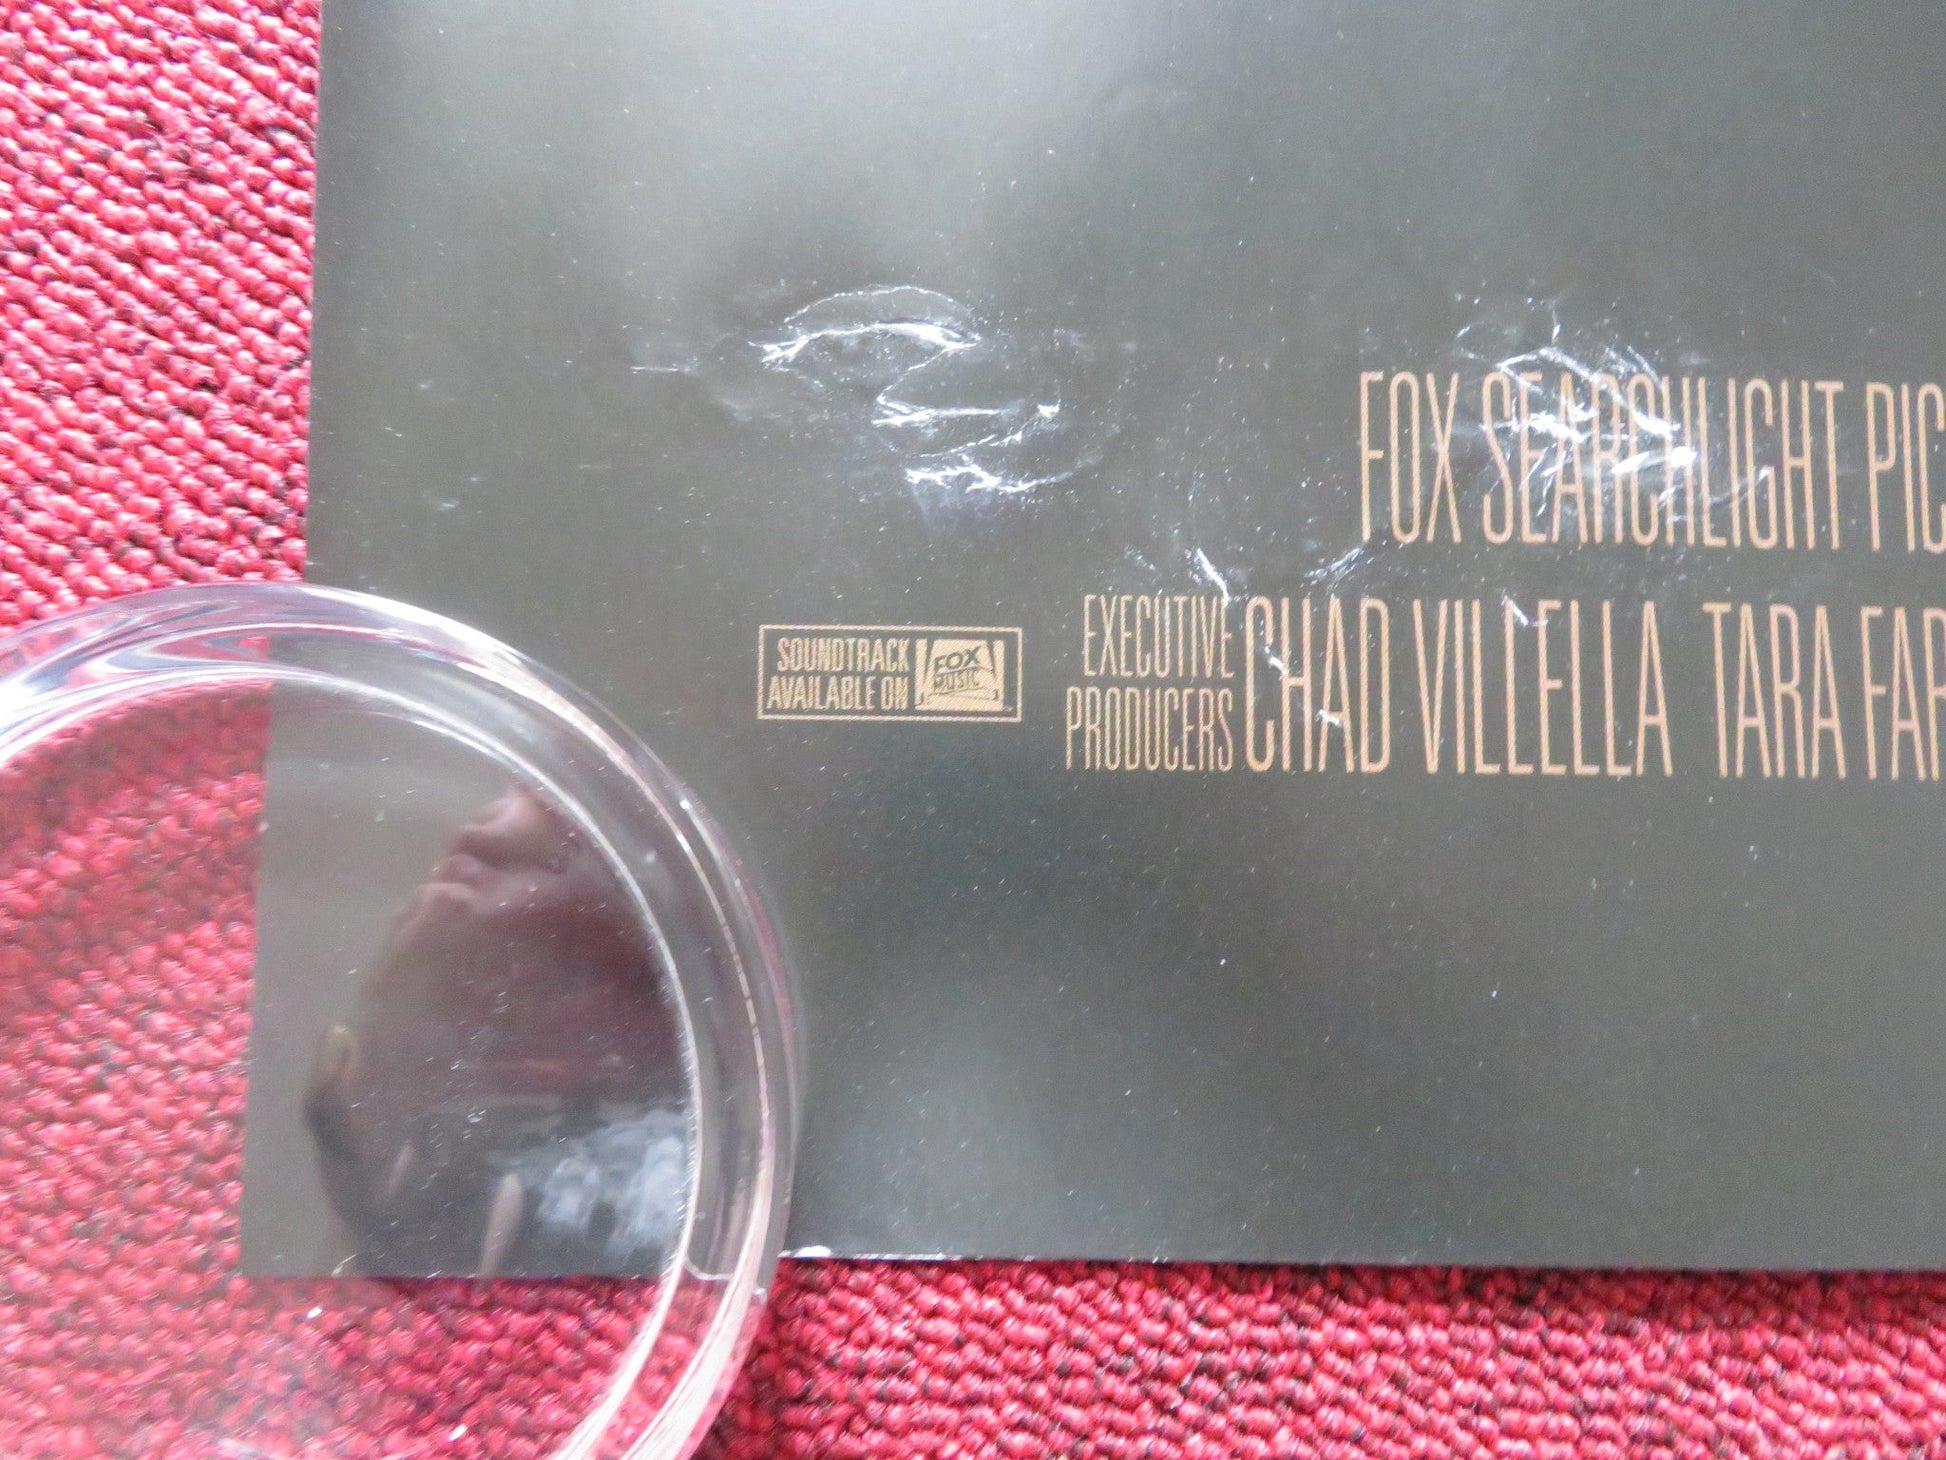 FOX SEARCHLIGHT PIC
SOUNDTRACK
AVAILABLE ON
FOX
MUSIC
EXECUTIVE
PRODUCERS
CHAD VILLELLA TARA FAR